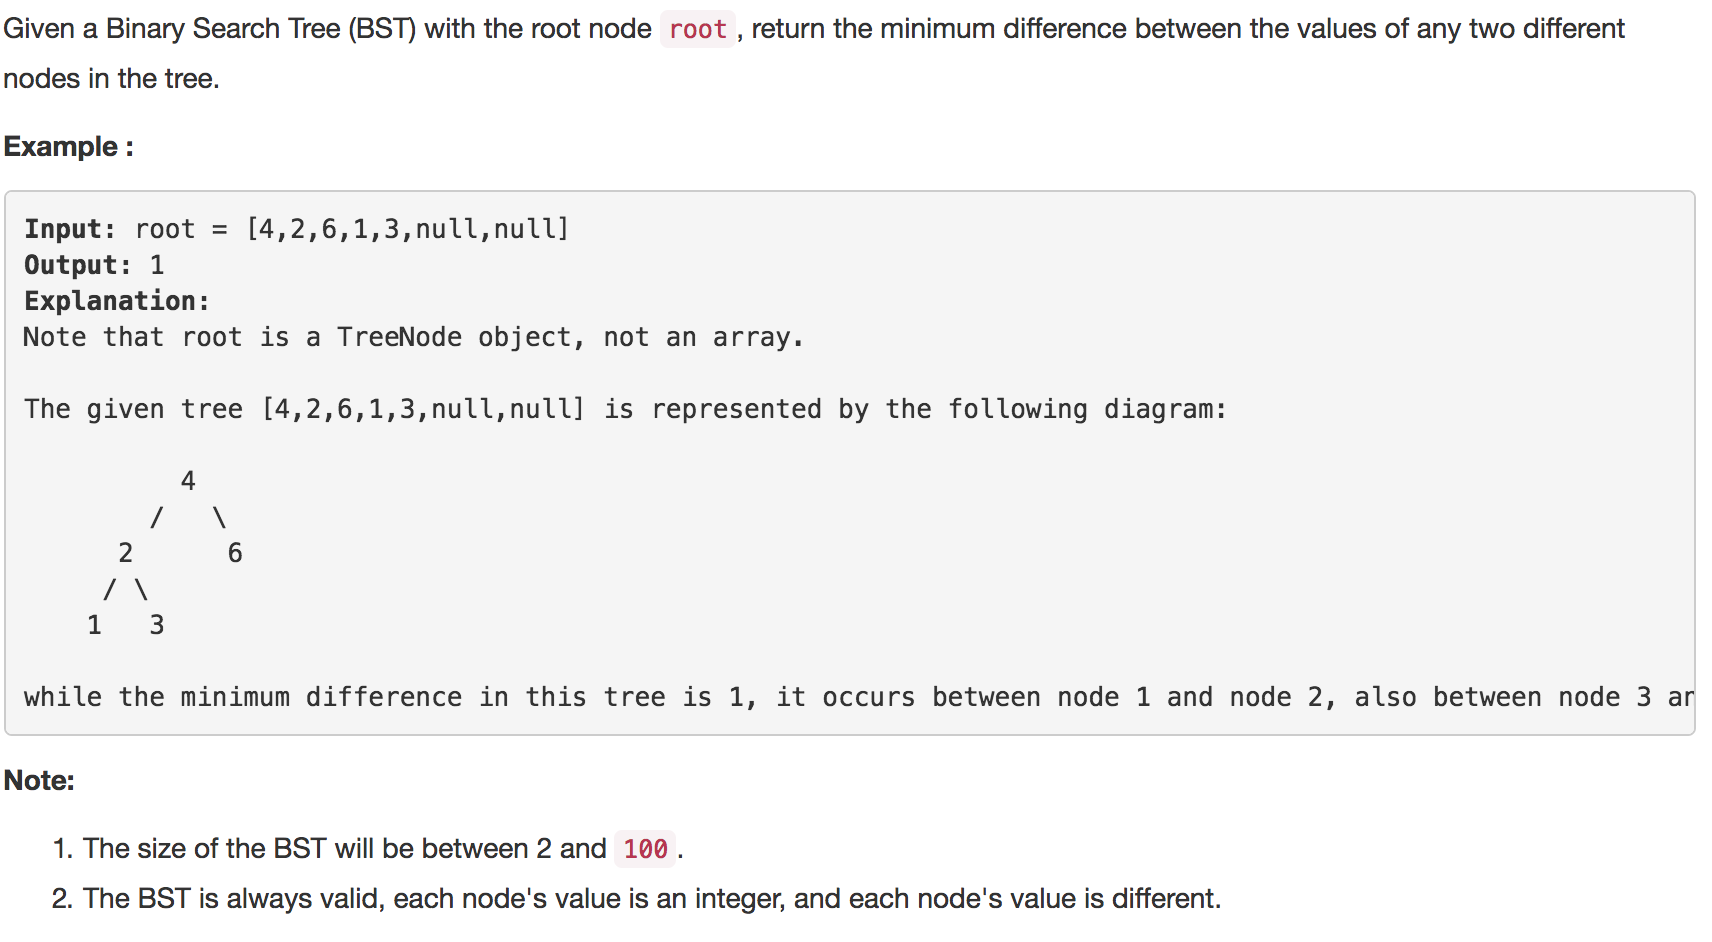 Given a Binary Search Tree (BST) with the root node root, return the minimum difference between the values of any two different
nodes in the tree.
Example :
Input: root = [4,2,6,1,3,null,null]
Output: 1
Explanation:
Note that root is a TreeNode object, not an array.
The given tree [4,2,6,1,3,null,null] is represented by the following diagram:
4
/ \
2 6
/ \
1 3
while the minimum difference in this tree is 1, it occurs between node 1 and node 2, also between node 3
Note:
1. The size of the BST will be between 2 and 100.
2. The BST is always valid, each node's value is an integer, and each node's value is different.